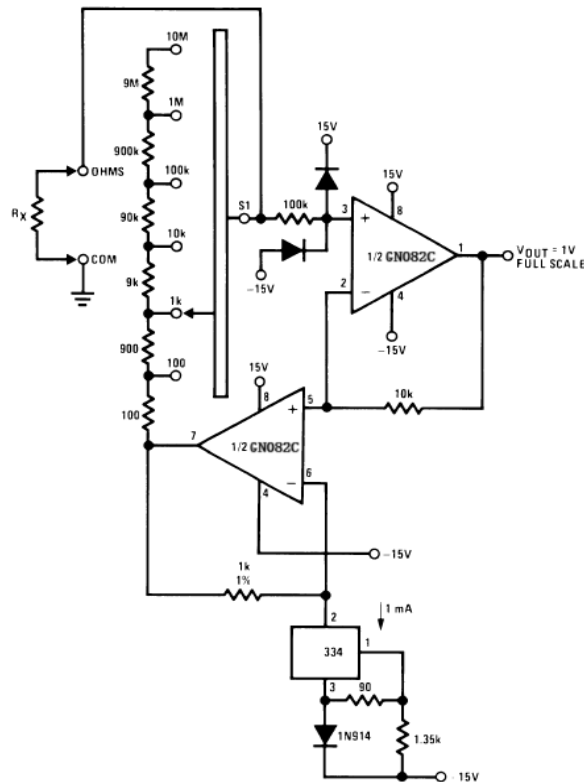 10M
9M
1M
900k
100k
90k
10k
9k
1k
900
100
100
OHMS
RX
COM
S1
100k
15V
-15V
15V
3
+
8
1/2 GN082C
1
2
-
4
-15V
VOUT = 1V
FULL SCALE
10k
15V
8
+
5
7
1/2 GN082C
6
-
4
-15V
1k
1%
1 mA
2
334
1
3
90
1N914
1.35k
-15V